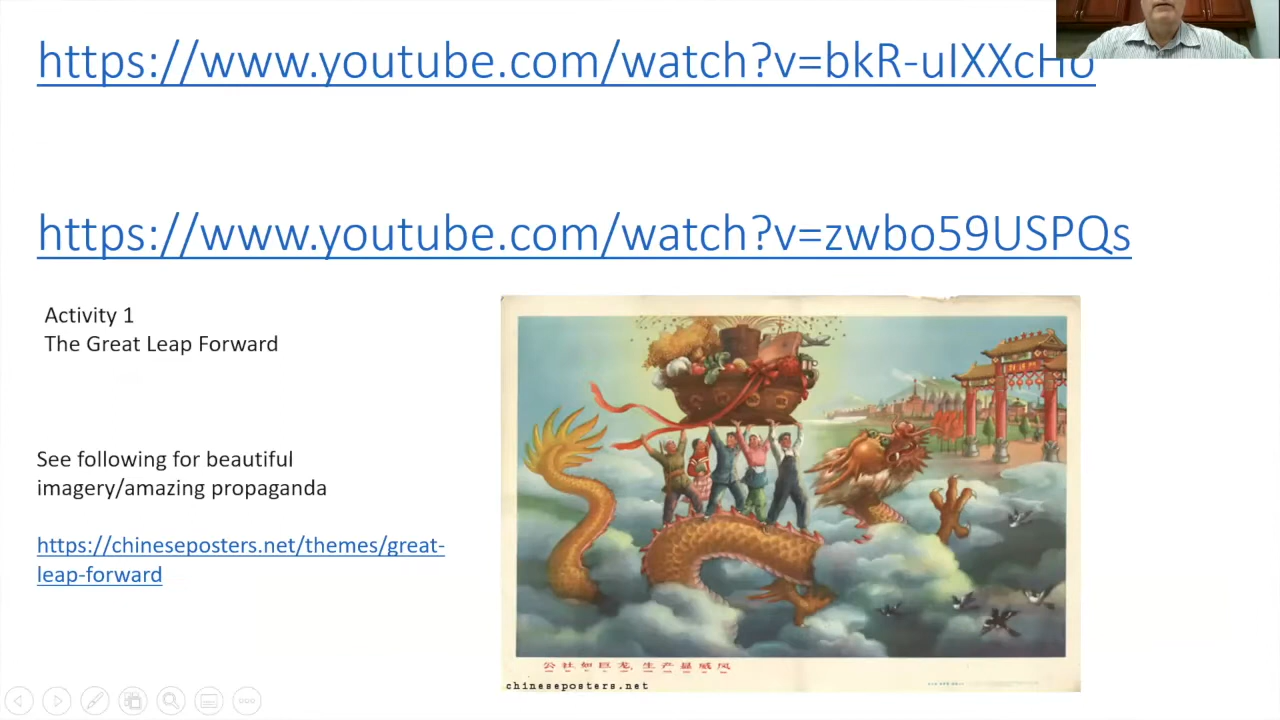 https://www.youtube.com/watch?v=bkR-uIXXcHo
https://www.youtube.com/watch?v=zwbo59USPQs
Activity 1
The Great Leap Forward
See following for beautiful
imagery/amazing propaganda
https://chineseposters.net/themes/great-
leap-forward
公社如巨龙,生产显威风
chineseposters.net